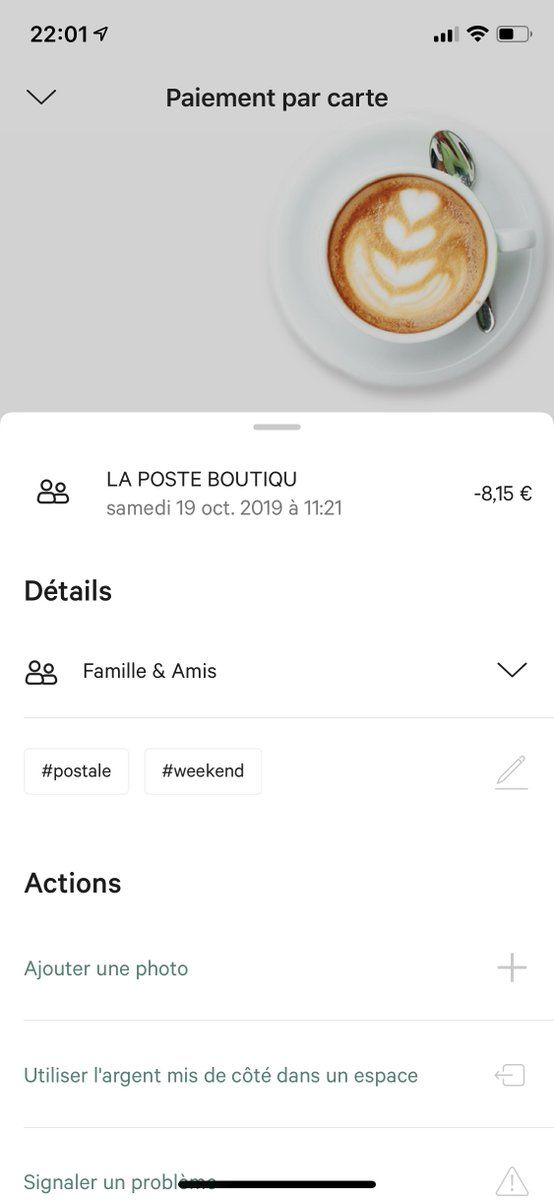 22:01
Paiement par carte
LA POSTE BOUTIQU
samedi 19 oct. 2019 à 11:21
-8,15 €
Détails
Famille & Amis
#postale #weekend
Actions
Ajouter une photo
Utiliser l'argent mis de côté dans un espace
Signaler un problème